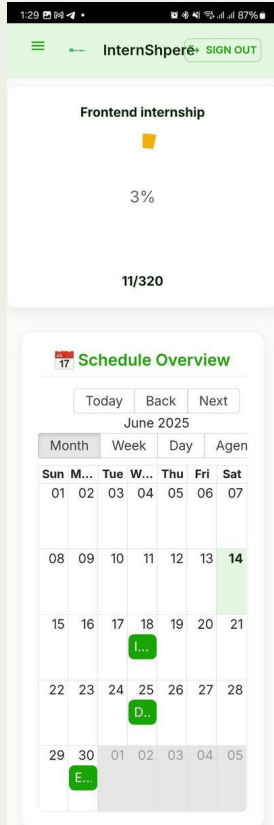 1:29 87%
InternShpere SIGN OUT
Frontend internship
3%
11/320
17 Schedule Overview
Today Back Next
June 2025
Month Week Day Agen
Sun M... Tue W... Thu Fri Sat
01 02 03 04 05 06 07
08 09 10 11 12 13 14
15 16 17 18 19 20 21
I...
22 23 24 25 26 27 28
D...
29 30 01 02 03 04 05
E...